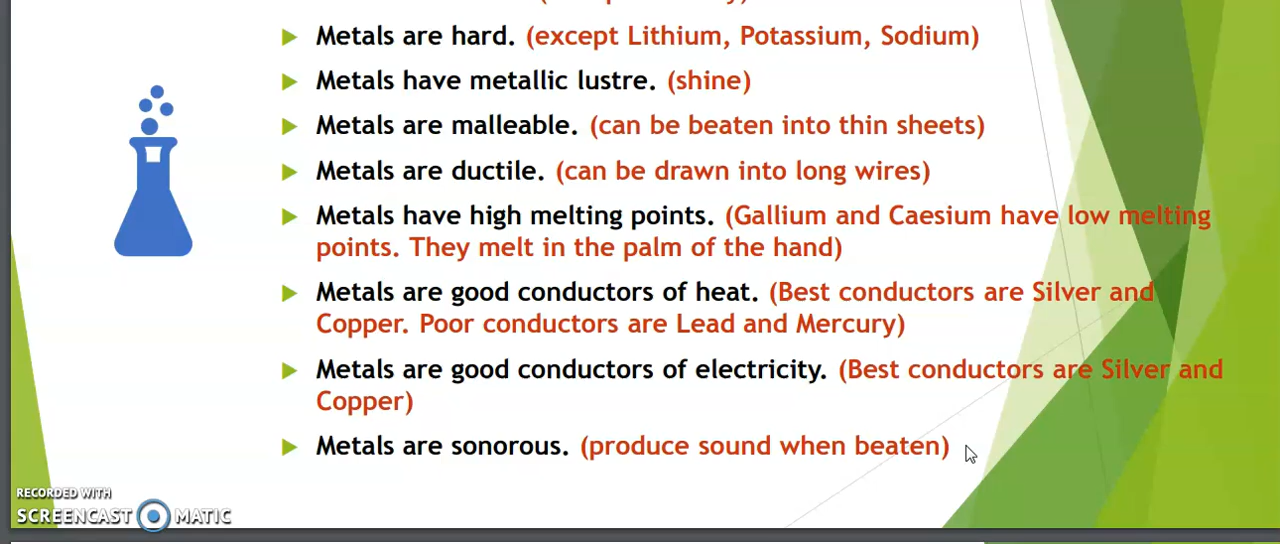 Metals are hard. (except Lithium, Potassium, Sodium)
Metals have metallic lustre. (shine)
Metals are malleable. (can be beaten into thin sheets)
Metals are ductile. (can be drawn into long wires)
Metals have high melting points. (Gallium and Caesium have low melting
points. They melt in the palm of the hand)
Metals are good conductors of heat. (Best conductors are Silver and
Copper. Poor conductors are Lead and Mercury)
Metals are good conductors of electricity. (Best conductors are Silver and
Copper)
Metals are sonorous. (produce sound when beaten)
RECORDED WITH
SCREENCAST MATIC